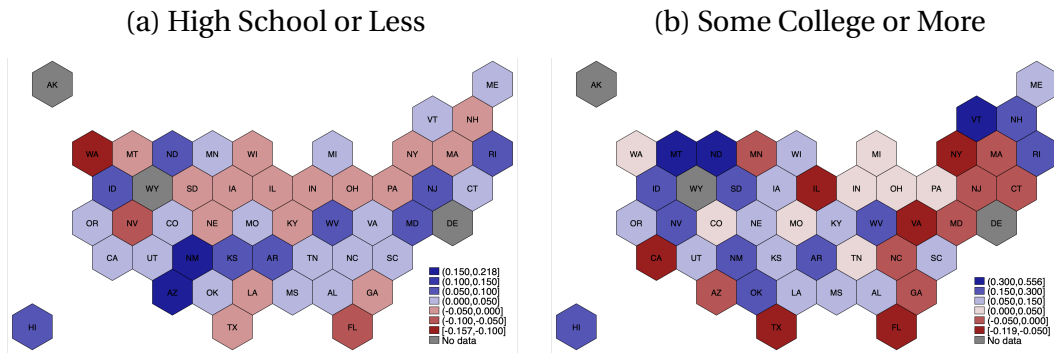 (a) High School or Less
AK
ME
VT NH
WA MT ND MN WI MI NY MA RI
ID WY SD IA IL IN OH PA NJ CT
OR NV CO NE MO KY WV VA MD DE
CA UT NM KS AR TN NC SC
AZ OK LA MS AL GA
HI TX FL
(0.150,0.218]
(0.100,0.150]
(0.050,0.100]
(0.000,0.050]
(-0.050,0.000]
(-0.100,-0.050]
[-0.157,-0.100]
No data
(b) Some College or More
AK
ME
VT NH
WA MT ND MN WI MI NY MA RI
ID WY SD IA IL IN OH PA NJ CT
OR NV CO NE MO KY WV VA MD DE
CA UT NM KS AR TN NC SC
AZ OK LA MS AL GA
HI TX FL
(0.300,0.556]
(0.150,0.300]
(0.050,0.150]
(0.000,0.050]
(-0.050,0.000]
[-0.119,-0.050]
No data